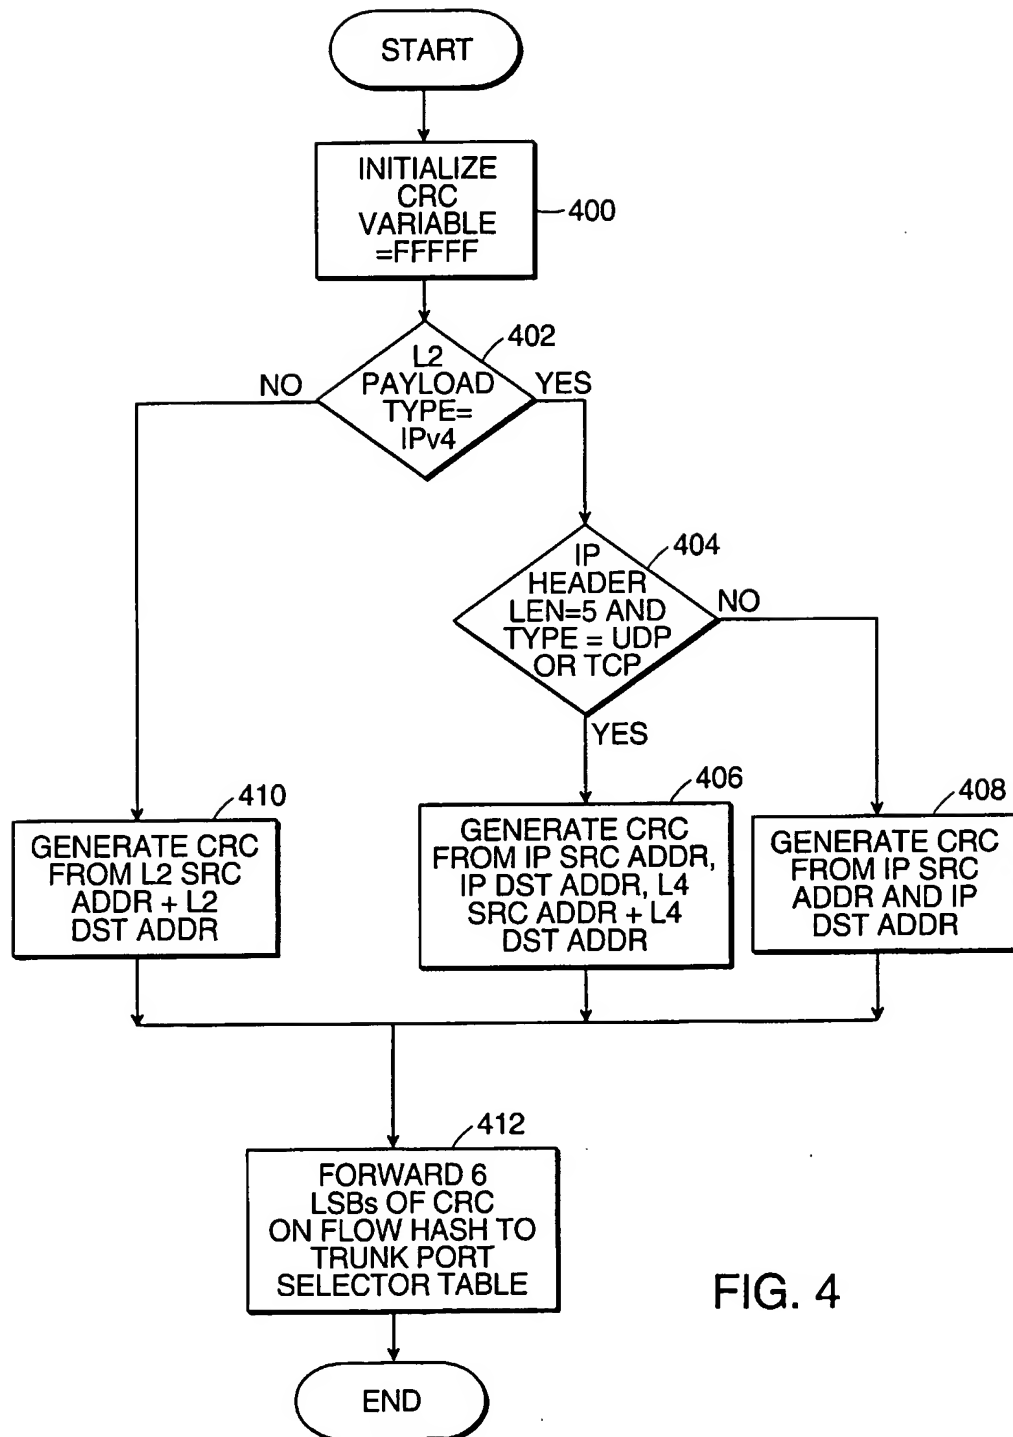 START
INITIALIZE
CRC
VARIABLE
=FFFFF
400
L2
PAYLOAD
TYPE=
IPv4
402
NO
YES
IP
HEADER
LEN=5 AND
TYPE = UDP
OR TCP
404
NO
YES
410
GENERATE CRC
FROM L2 SRC
ADDR + L2
DST ADDR
406
GENERATE CRC
FROM IP SRC ADDR,
IP DST ADDR, L4
SRC ADDR + L4
DST ADDR
408
GENERATE CRC
FROM IP SRC
ADDR AND IP
DST ADDR
412
FORWARD 6
LSBs OF CRC
ON FLOW HASH TO
TRUNK PORT
SELECTOR TABLE
FIG. 4
END